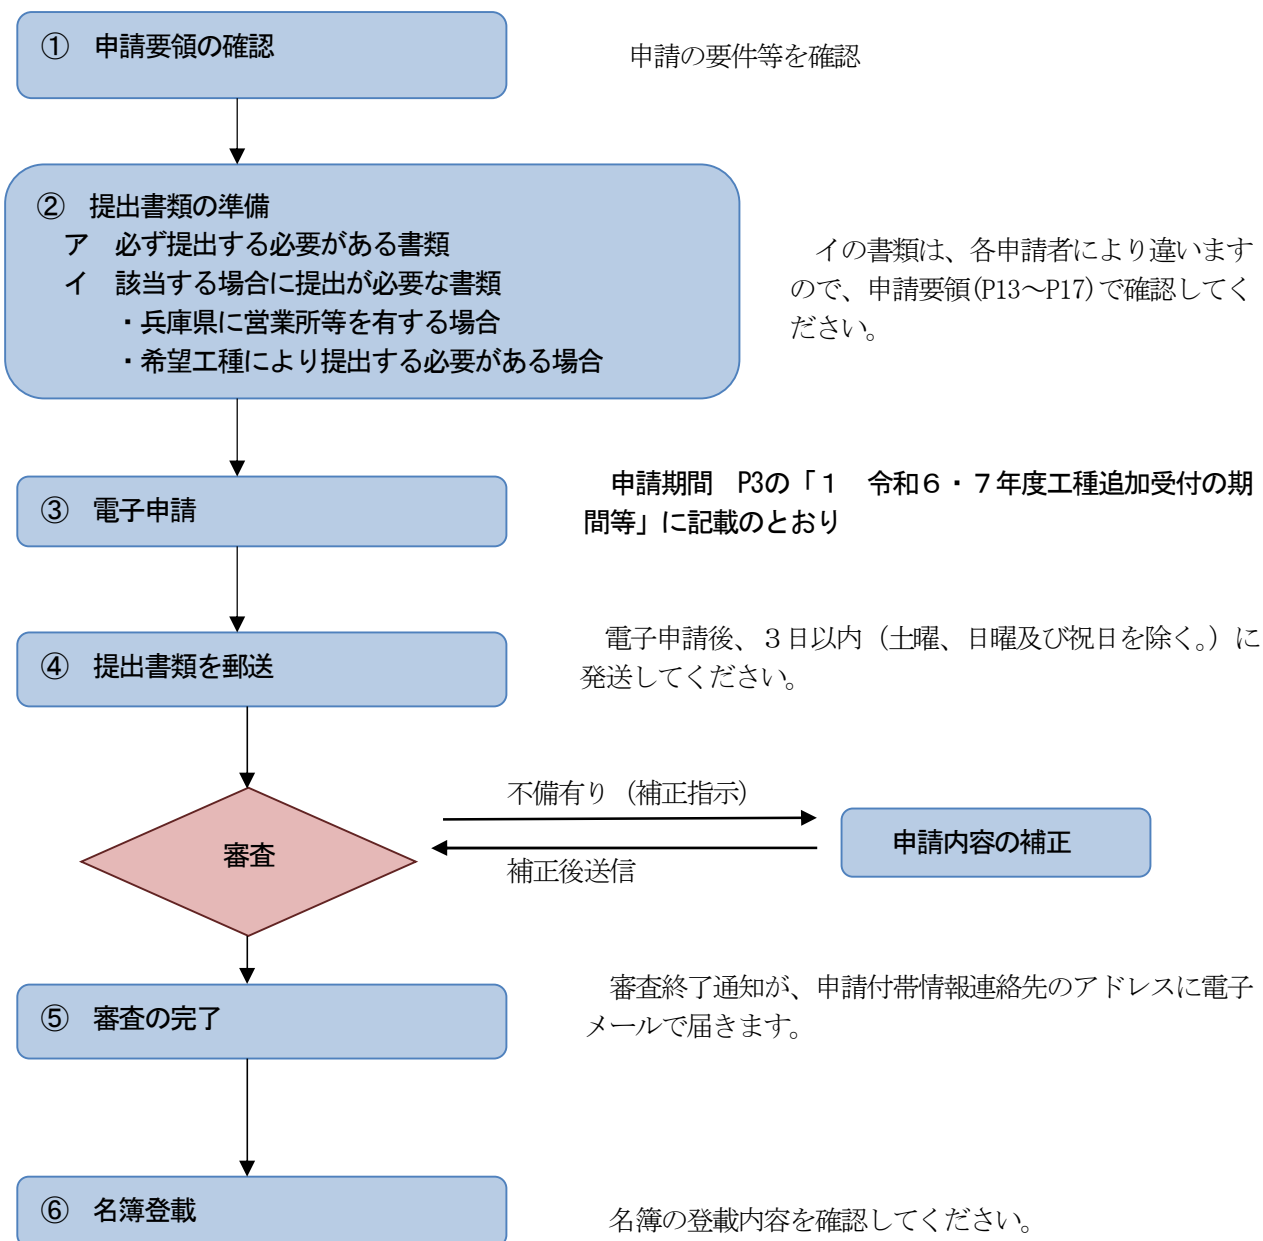 ① 申請要領の確認
申請の要件等を確認
② 提出書類の準備
ア 必ず提出する必要がある書類
イ 該当する場合に提出が必要な書類
・兵庫県に営業所等を有する場合
・希望工種により提出する必要がある場合
イの書類は、各申請者により違います
ので、申請要領(P13～P17)で確認してく
ださい。
③ 電子申請
申請期間 P3の「１ 令和６・７年度工種追加受付の期
間等」に記載のとおり
④ 提出書類を郵送
電子申請後、３日以内（土曜、日曜及び祝日を除く。）に
発送してください。
審査
不備有り（補正指示）
補正後送信
申請内容の補正
⑤ 審査の完了
審査終了通知が、申請付帯情報連絡先のアドレスに電子
メールで届きます。
⑥ 名簿登載
名簿の登載内容を確認してください。